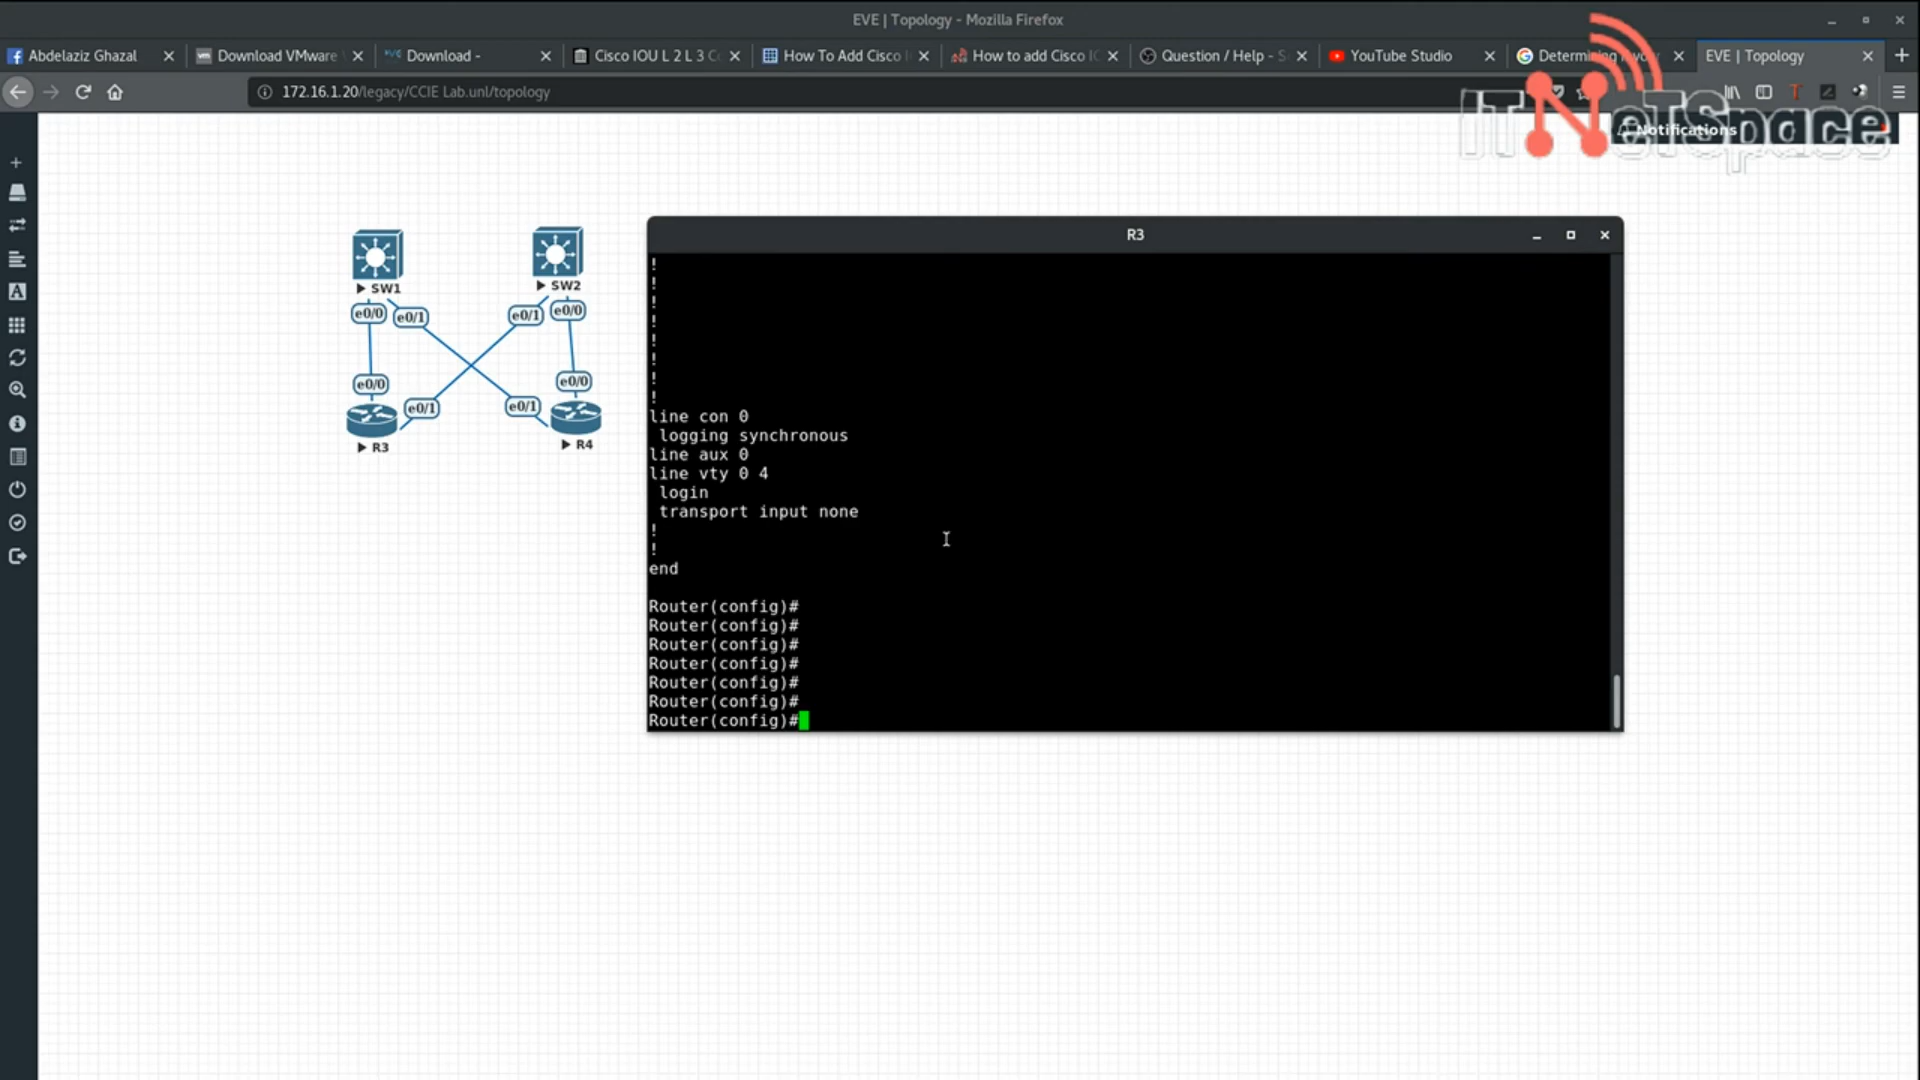 EVE | Topology - Mozilla Firefox
Abdelaziz Ghazal
Download VMware
Download -
Cisco IOU L 2 L 3 C
How To Add Cisco
How to add Cisco IO
Question / Help - S
YouTube Studio
EVE | Topology
172.16.1.20/legacy/CCIE Lab.unl/topology
ITNetSpace
Notifications
R3
SW1
SW2
e0/0
e0/1
e0/1
e0/0
e0/0
e0/1
e0/1
e0/0
R3
R4
!
!
!
!
!
!
!
!
line con 0
logging synchronous
line aux 0
line vty 0 4
login
transport input none
!
!
end
Router(config)#
Router(config)#
Router(config)#
Router(config)#
Router(config)#
Router(config)#
Router(config)#